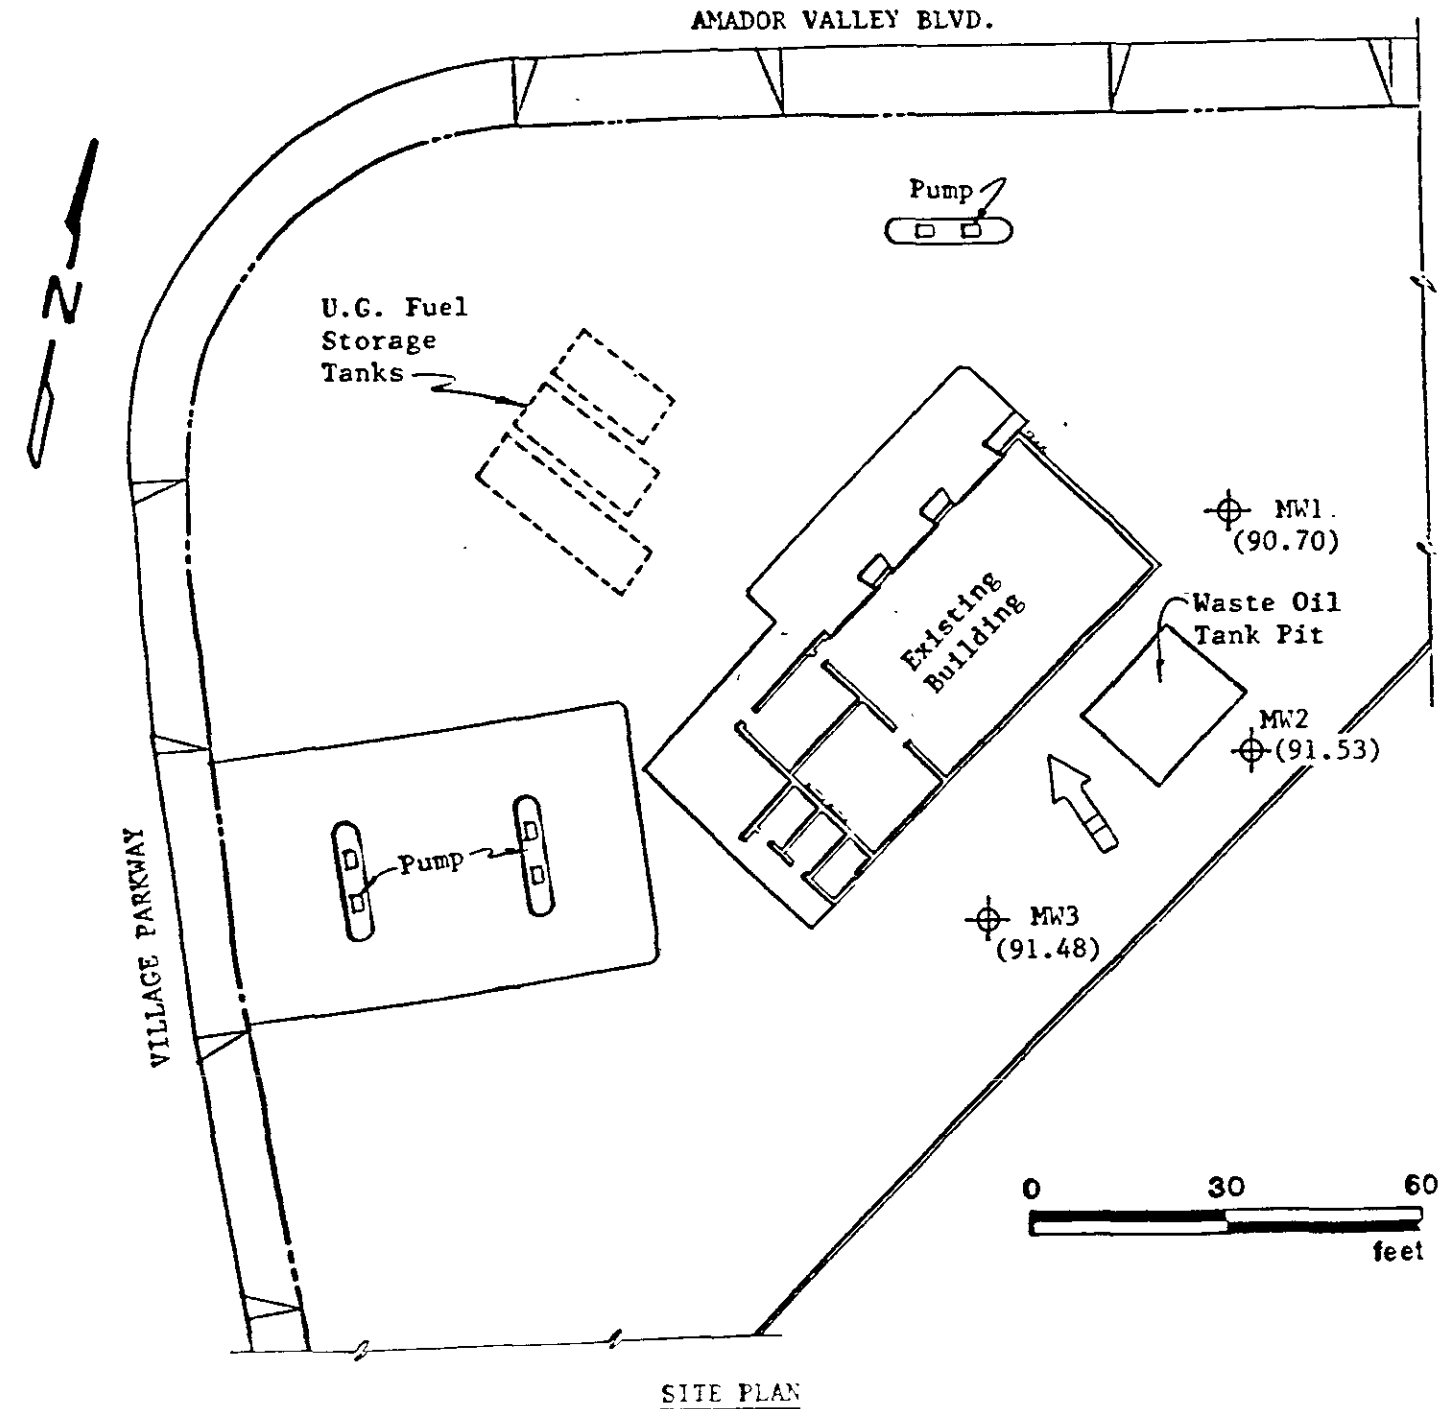 AMADOR VALLEY BLVD.
Pump
N
U.G. Fuel
Storage
Tanks
MW1
(90.70)
Existing
Building
Waste Oil
Tank Pit
MW2
(91.53)
Pump
VILLAGE PARKWAY
MW3
(91.48)
0 30 60
feet
SITE PLAN